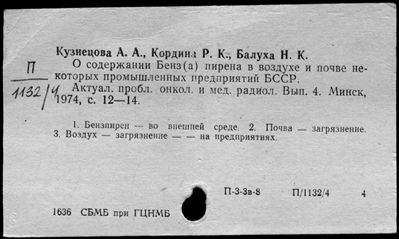 Кузнецова А. А., Кордина Р. К., Балуха Н. К.
О содержании Бенз(а) пирена в воздухе и почве не-
которых промышленных предприятий БССР.
Актуал. пробл. онкол. и мед. радиол. Вып. 4. Минск,
1974, с. 12—14.
П
1132/4
1. Бензпирен — во внешней среде. 2. Почва — загрязнение.
3. Воздух — загрязнение — — на предприятиях.
П-3-3в-8 П/1132/4 4
1636 СБМБ при ГЦНМБ